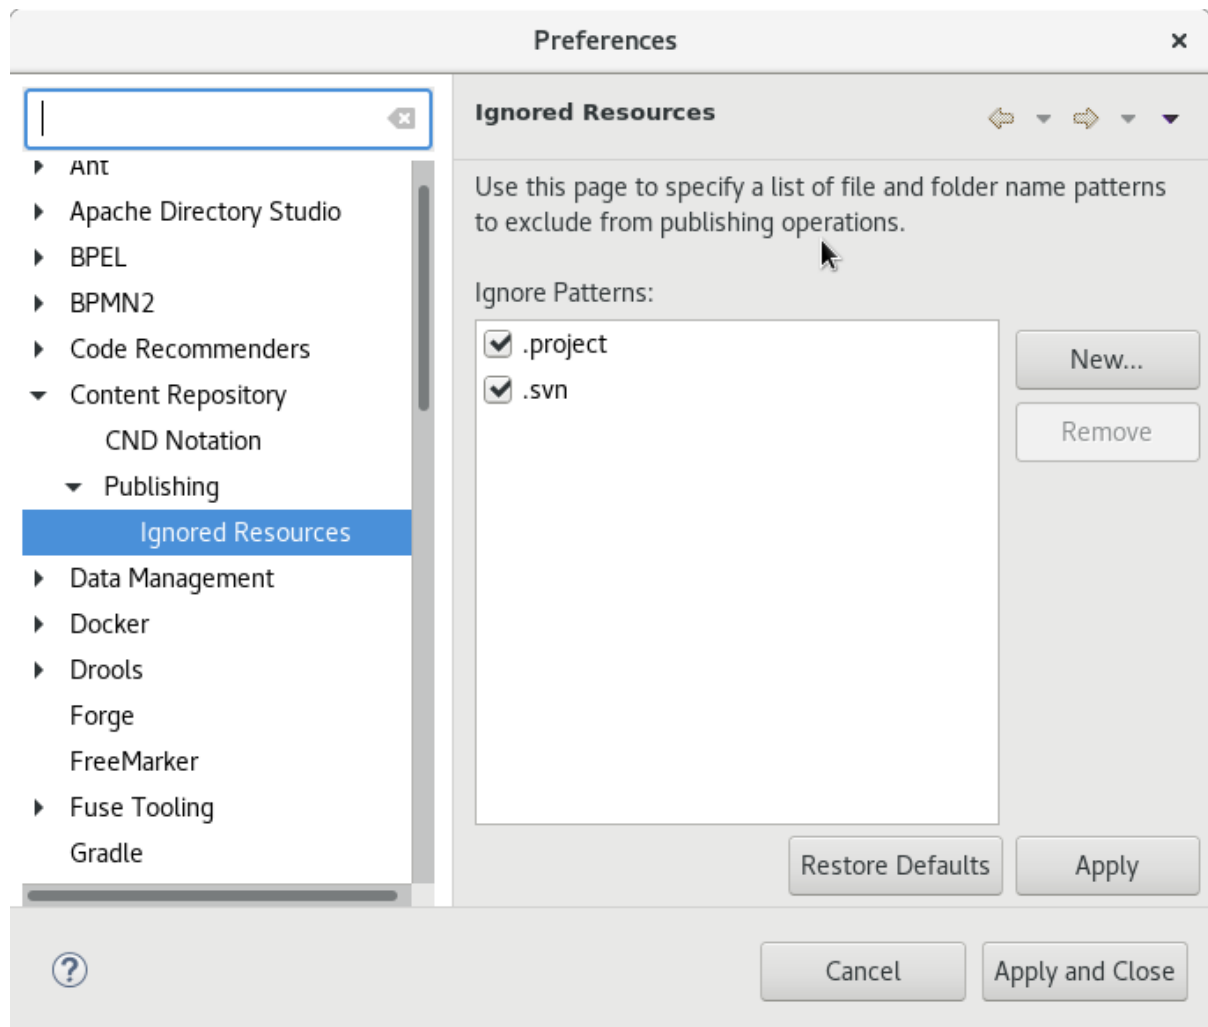 Preferences
Ant
Apache Directory Studio
BPEL
BPMN2
Code Recommenders
Content Repository
CND Notation
Publishing
Ignored Resources
Data Management
Docker
Drools
Forge
FreeMarker
Fuse Tooling
Gradle
Ignored Resources
Use this page to specify a list of file and folder name patterns
to exclude from publishing operations.
Ignore Patterns:
.project
.svn
New...
Remove
Restore Defaults
Apply
Cancel
Apply and Close